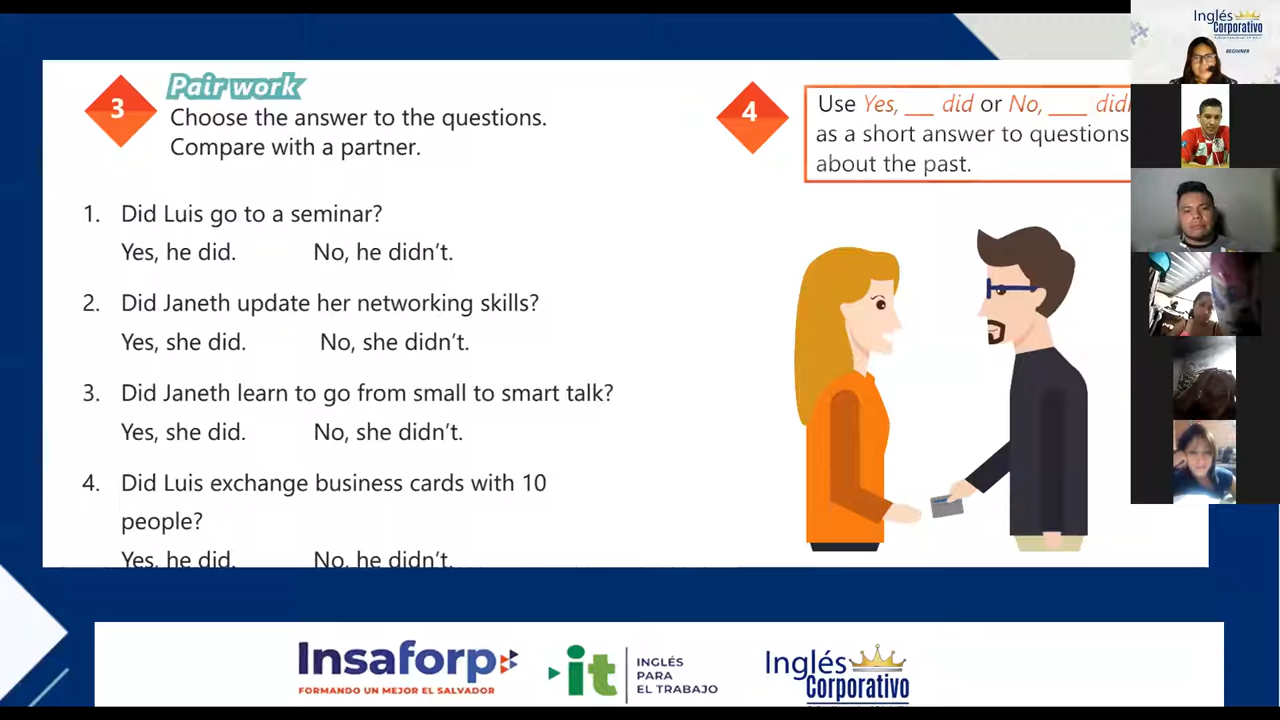 3
Pair work
Choose the answer to the questions.
Compare with a partner.
1. Did Luis go to a seminar?
Yes, he did. No, he didn't.
2. Did Janeth update her networking skills?
Yes, she did. No, she didn't.
3. Did Janeth learn to go from small to smart talk?
Yes, she did. No, she didn't.
4. Did Luis exchange business cards with 10
people?
Yes, he did. No, he didn't.
4
Use Yes, ___ did or No, ____
as a short answer to questions
about the past.
Inglés
Corporativo
BEGINNER
Insaforp
FORMANDO UN MEJOR EL SALVADOR
it
INGLÉS
PARA
EL TRABAJO
Inglés
Corporativo